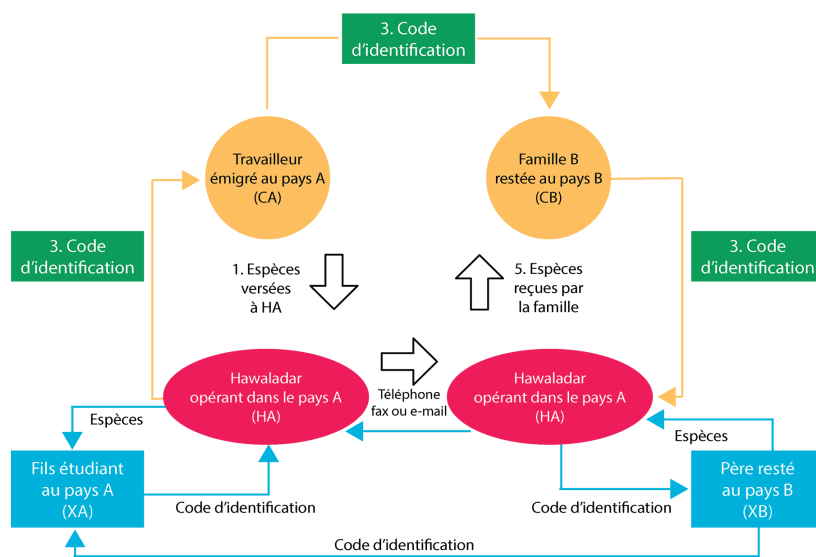 3. Code
d'identification
Travailleur
émigré au pays A
(CA)
Famille B
restée au pays B
(CB)
3. Code
d'identification
3. Code
d'identification
1. Espèces
versées
à HA
5. Espèces
reçues par
la famille
Hawaladar
opérant dans le pays A
(HA)
Téléphone
fax ou e-mail
Hawaladar
opérant dans le pays A
(HA)
Espèces
Espèces
Fils étudiant
au pays A
(XA)
Code d'identification
Code d'identification
Père resté
au pays B
(XB)
Code d'identification